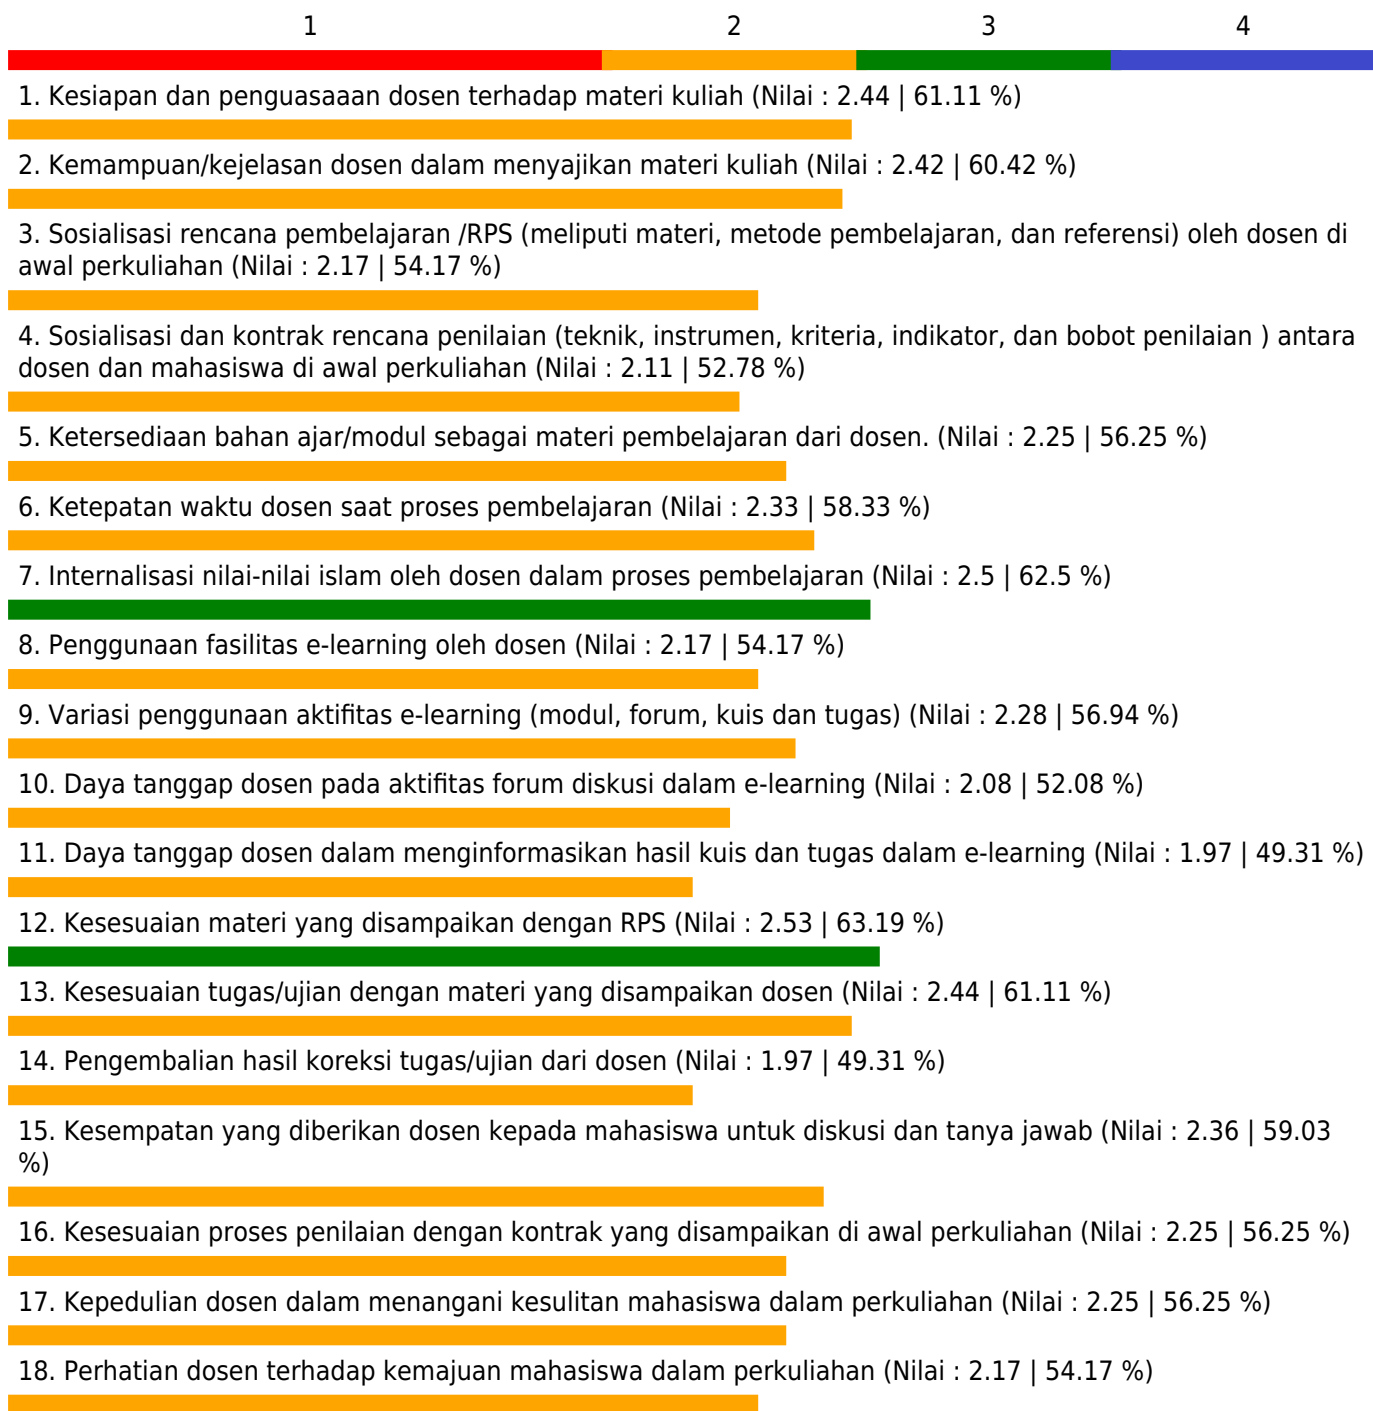 1 2 3 4
1. Kesiapan dan penguasaaan dosen terhadap materi kuliah (Nilai : 2.44 | 61.11 %)
2. Kemampuan/kejelasan dosen dalam menyajikan materi kuliah (Nilai : 2.42 | 60.42 %)
3. Sosialisasi rencana pembelajaran /RPS (meliputi materi, metode pembelajaran, dan referensi) oleh dosen di
awal perkuliahan (Nilai : 2.17 | 54.17 %)
4. Sosialisasi dan kontrak rencana penilaian (teknik, instrumen, kriteria, indikator, dan bobot penilaian ) antara
dosen dan mahasiswa di awal perkuliahan (Nilai : 2.11 | 52.78 %)
5. Ketersediaan bahan ajar/modul sebagai materi pembelajaran dari dosen. (Nilai : 2.25 | 56.25 %)
6. Ketepatan waktu dosen saat proses pembelajaran (Nilai : 2.33 | 58.33 %)
7. Internalisasi nilai-nilai islam oleh dosen dalam proses pembelajaran (Nilai : 2.5 | 62.5 %)
8. Penggunaan fasilitas e-learning oleh dosen (Nilai : 2.17 | 54.17 %)
9. Variasi penggunaan aktifitas e-learning (modul, forum, kuis dan tugas) (Nilai : 2.28 | 56.94 %)
10. Daya tanggap dosen pada aktifitas forum diskusi dalam e-learning (Nilai : 2.08 | 52.08 %)
11. Daya tanggap dosen dalam menginformasikan hasil kuis dan tugas dalam e-learning (Nilai : 1.97 | 49.31 %)
12. Kesesuaian materi yang disampaikan dengan RPS (Nilai : 2.53 | 63.19 %)
13. Kesesuaian tugas/ujian dengan materi yang disampaikan dosen (Nilai : 2.44 | 61.11 %)
14. Pengembalian hasil koreksi tugas/ujian dari dosen (Nilai : 1.97 | 49.31 %)
15. Kesempatan yang diberikan dosen kepada mahasiswa untuk diskusi dan tanya jawab (Nilai : 2.36 | 59.03
%)
16. Kesesuaian proses penilaian dengan kontrak yang disampaikan di awal perkuliahan (Nilai : 2.25 | 56.25 %)
17. Kepedulian dosen dalam menangani kesulitan mahasiswa dalam perkuliahan (Nilai : 2.25 | 56.25 %)
18. Perhatian dosen terhadap kemajuan mahasiswa dalam perkuliahan (Nilai : 2.17 | 54.17 %)